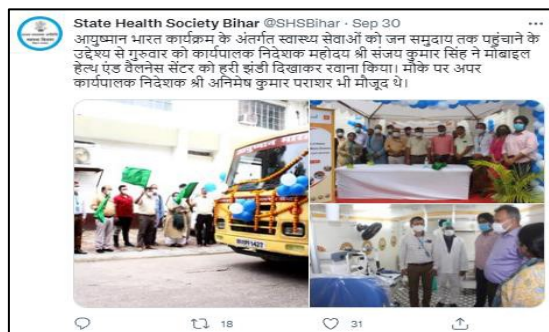 State Health Society Bihar @SHSBihar · Sep 30
आयुष्मान भारत कार्यक्रम के अंतर्गत स्वास्थ्य सेवाओं को जन समुदाय तक पहुंचाने के
उद्देश्य से गुरुवार को कार्यपालक निदेशक महोदय श्री संजय कुमार सिंह ने मोबाइल
हेल्थ एंड वैलनेस सेंटर को हरी झंडी दिखाकर रवाना किया। मौके पर अपर
कार्यपालक निदेशक श्री अनिमेष कुमार पराशर भी मौजूद थे।
आयुष्मान भारत
18
31